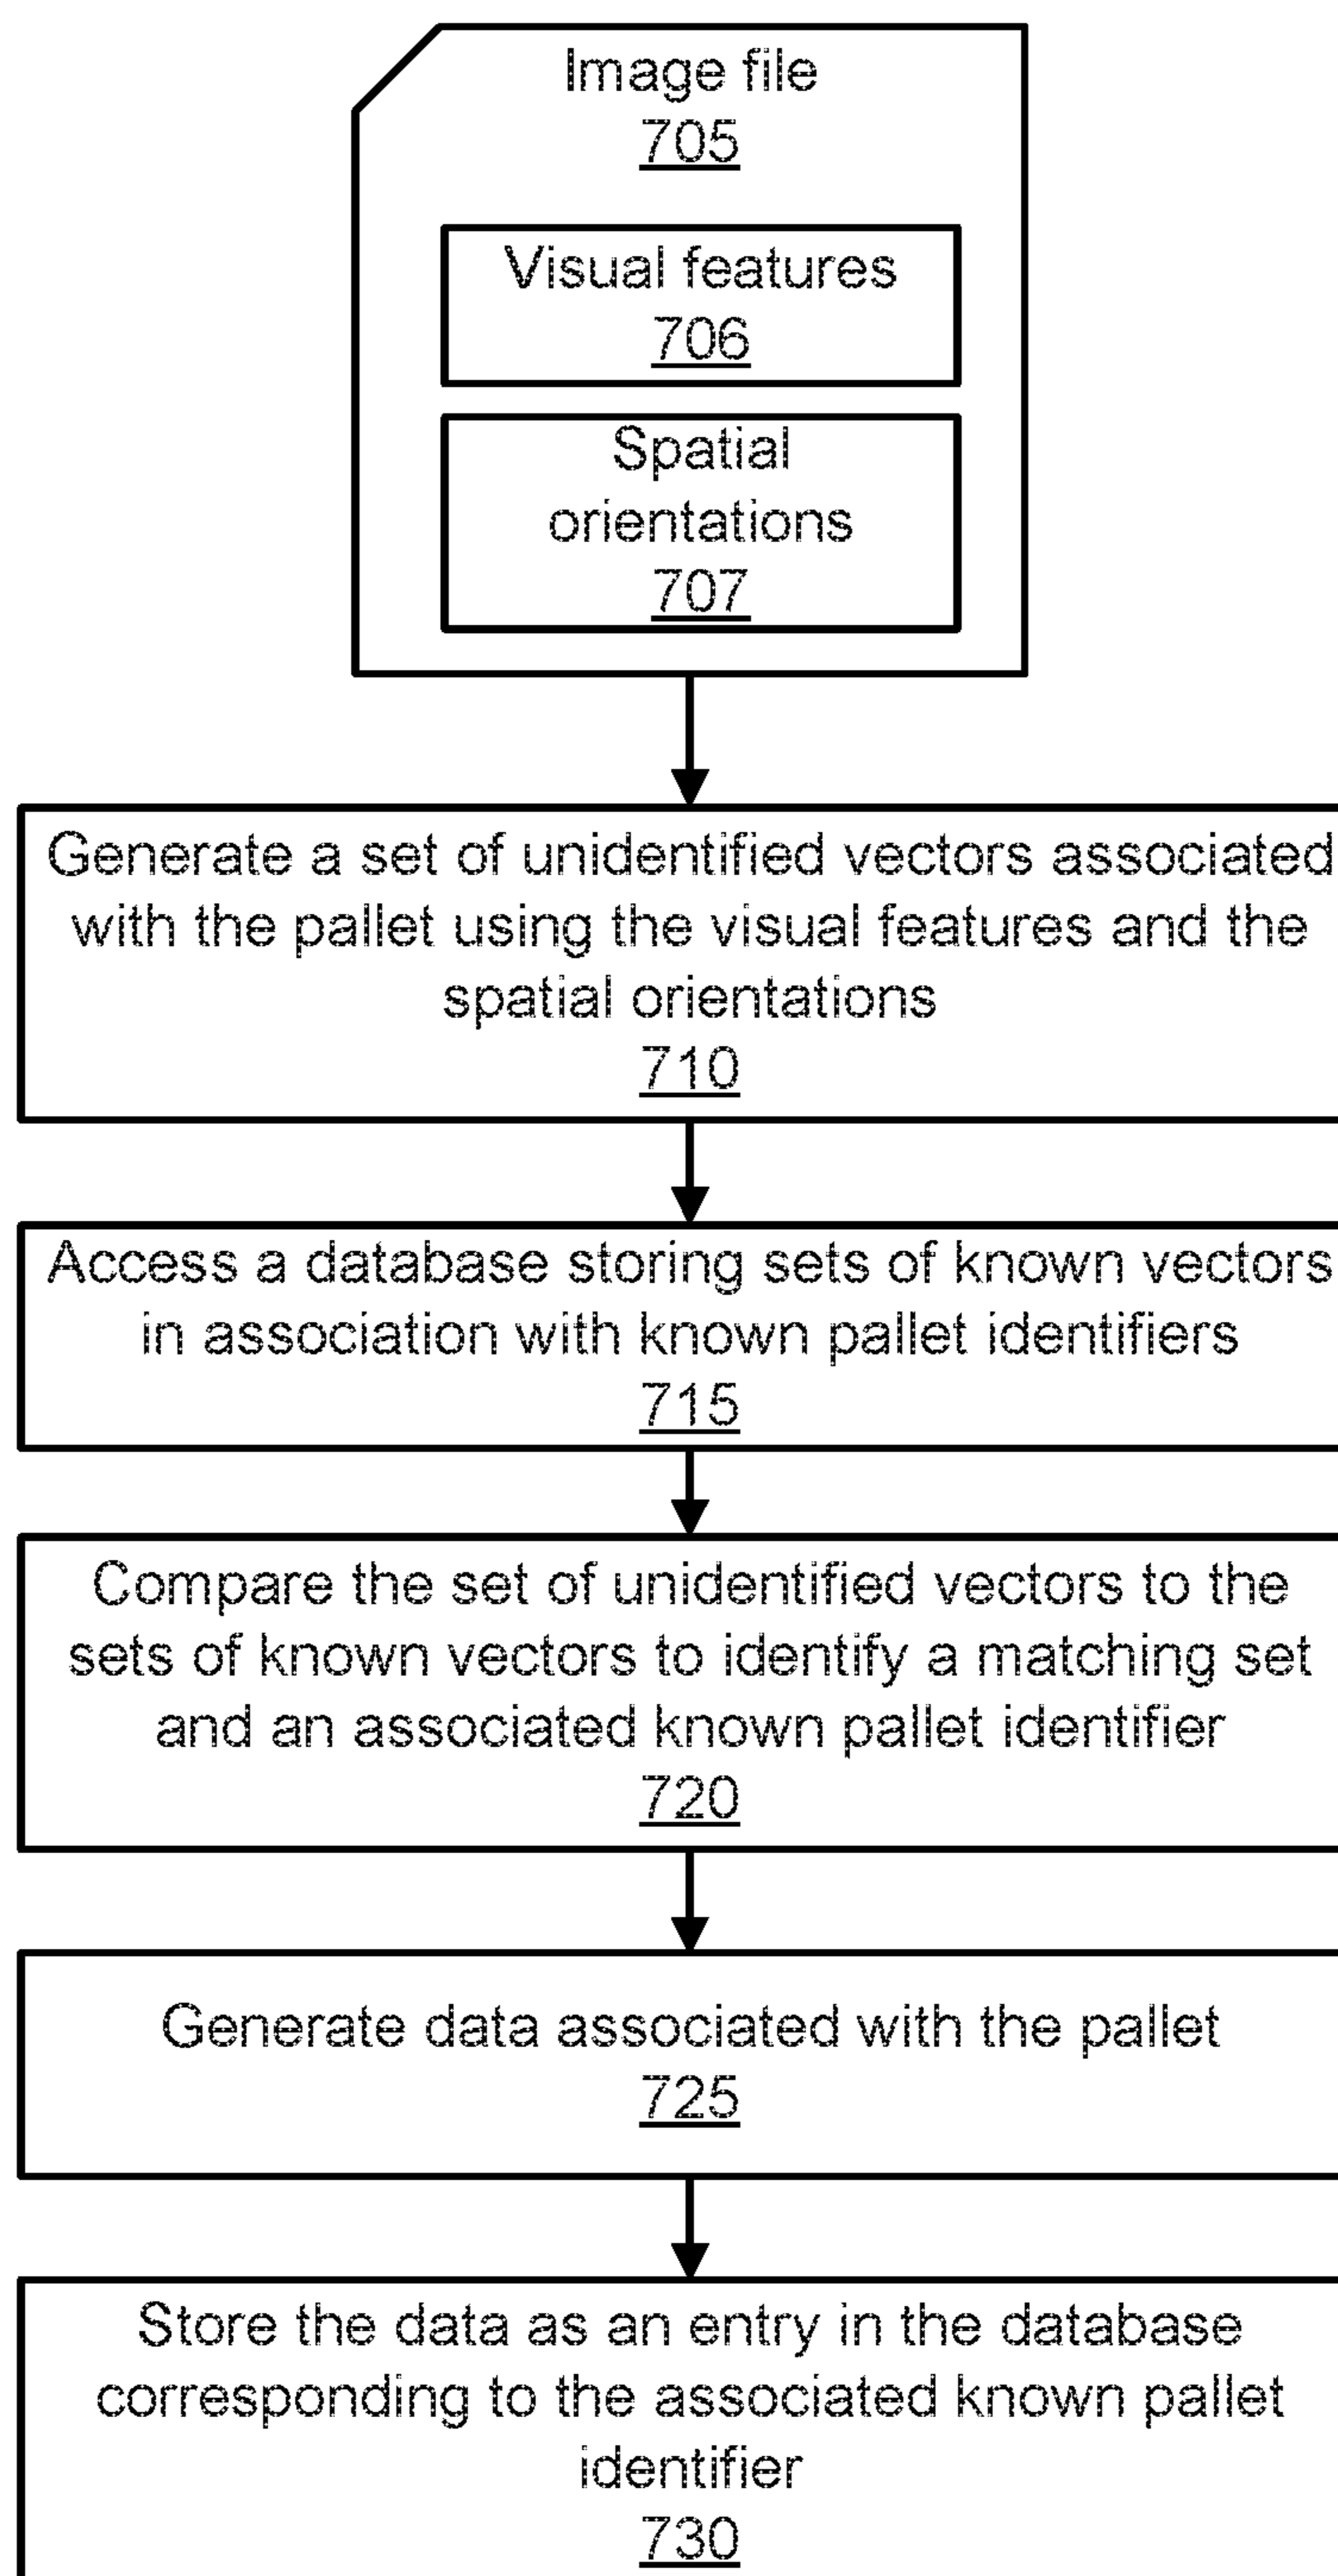 Image file
705
Visual features
706
Spatial
orientations
707
Generate a set of unidentified vectors associated
with the pallet using the visual features and the
spatial orientations
710
Access a database storing sets of known vectors
in association with known pallet identifiers
715
Compare the set of unidentified vectors to the
sets of known vectors to identify a matching set
and an associated known pallet identifier
720
Generate data associated with the pallet
725
Store the data as an entry in the database
corresponding to the associated known pallet
identifier
730